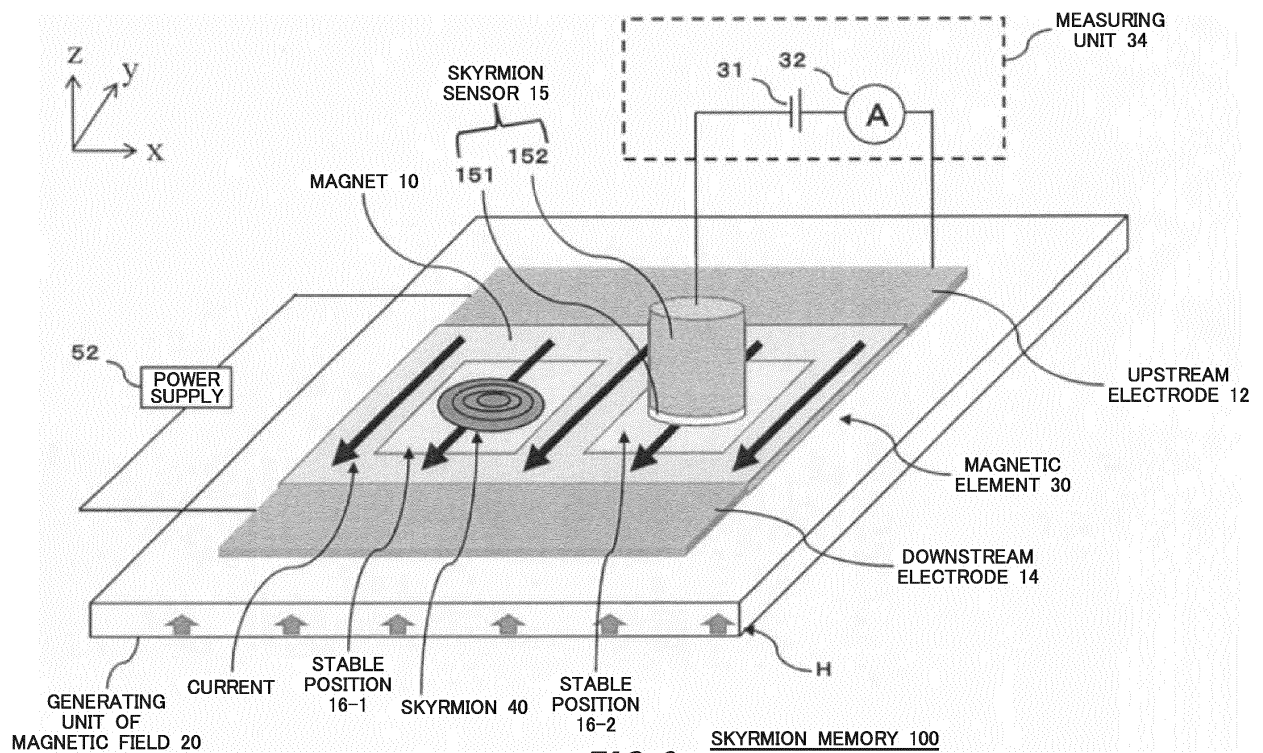 MEASURING
UNIT 34
z
y
x
SKYRMION
SENSOR 15
31
32
A
152
151
MAGNET 10
52
POWER
SUPPLY
UPSTREAM
ELECTRODE 12
MAGNETIC
ELEMENT 30
DOWNSTREAM
ELECTRODE 14
H
GENERATING
UNIT OF
MAGNETIC FIELD 20
CURRENT
STABLE
POSITION
16-1
SKYRMION 40
STABLE
POSITION
16-2
SKYRMION MEMORY 100